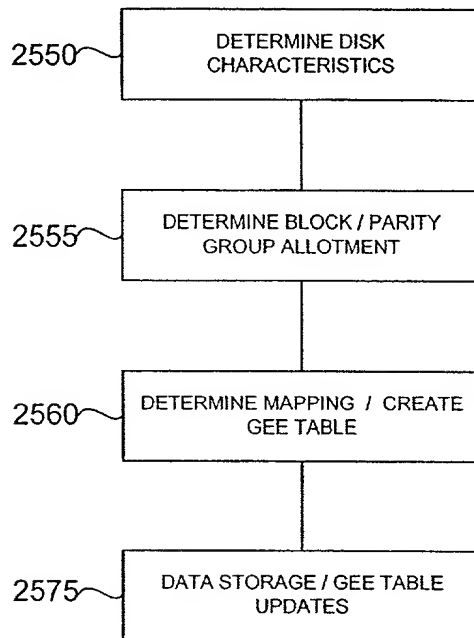 2550
DETERMINE DISK
CHARACTERISTICS
2555
DETERMINE BLOCK / PARITY
GROUP ALLOTMENT
2560
DETERMINE MAPPING / CREATE
GEE TABLE
2575
DATA STORAGE / GEE TABLE
UPDATES